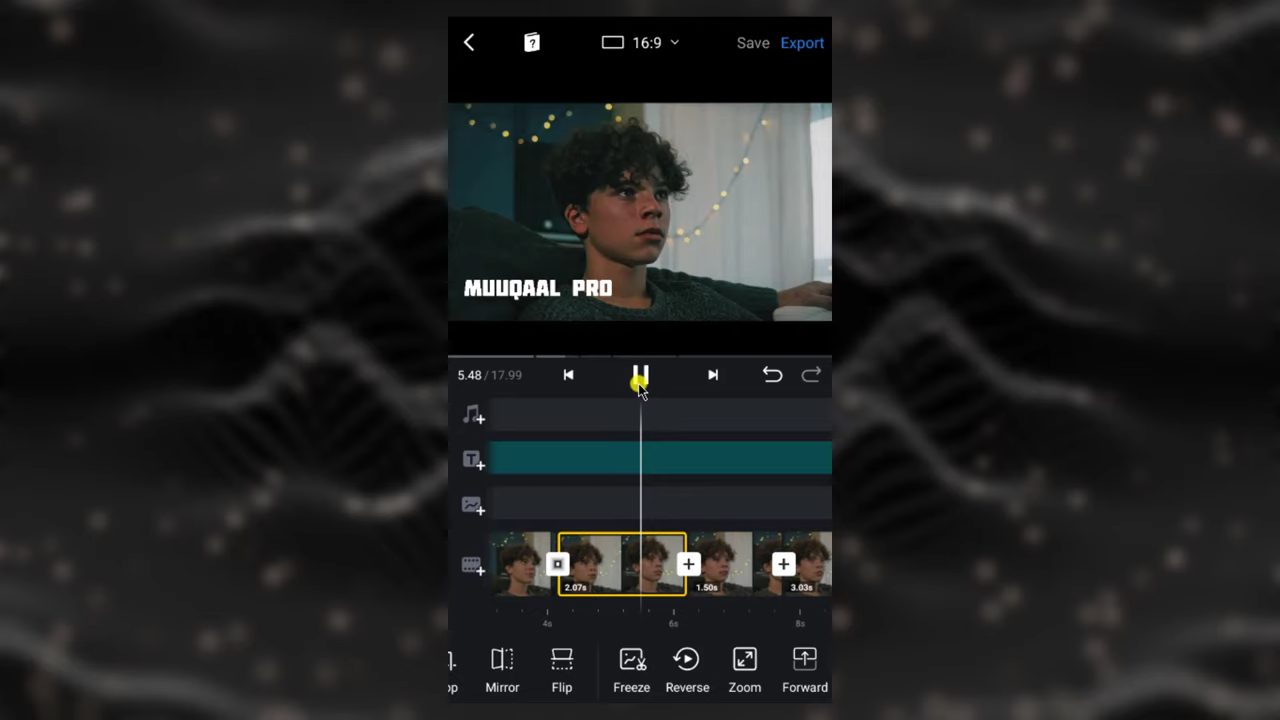 16:9
Save Export
MUUQAAL PRO
5.48 / 17.99
2.07s
1.50s
3.03s
4s 6s 8s
op Mirror Flip Freeze Reverse Zoom Forward